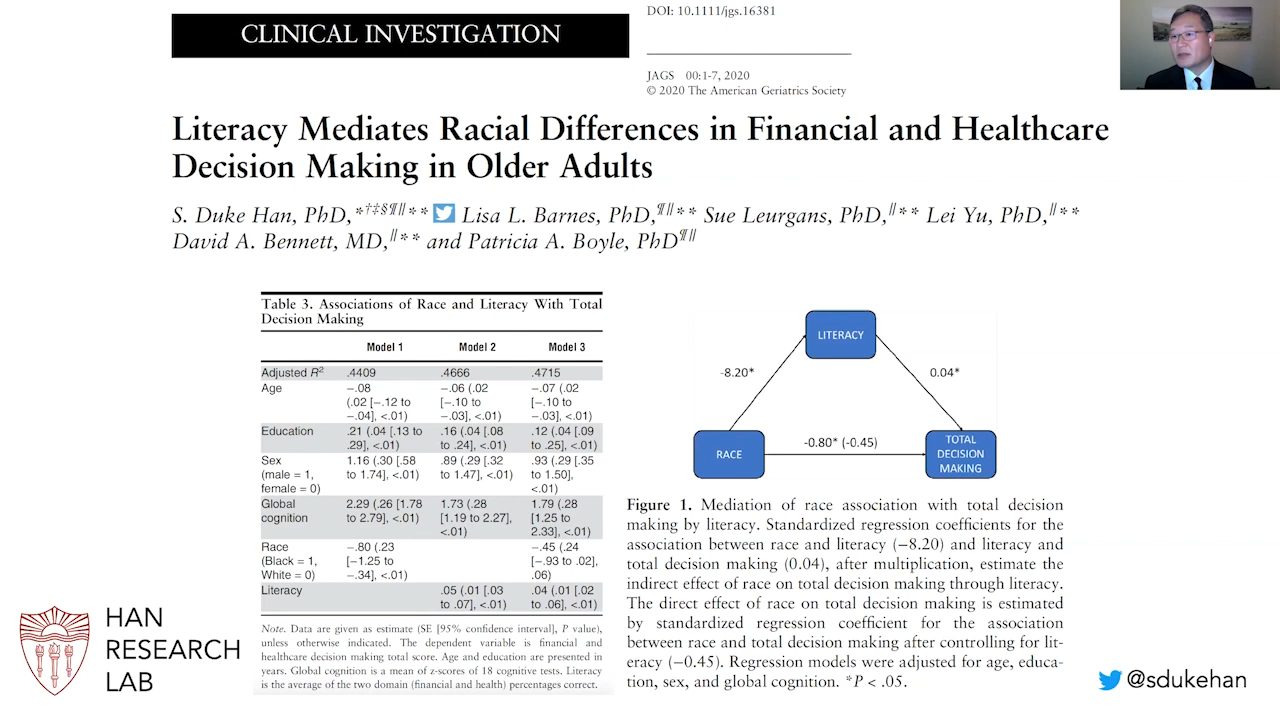 CLINICAL INVESTIGATION
DOI: 10.1111/jgs.16381
JAGS 00:1-7, 2020
© 2020 The American Geriatrics Society
Literacy Mediates Racial Differences in Financial and Healthcare
Decision Making in Older Adults
S. Duke Han, PhD,*†‡§¶||** Lisa L. Barnes, PhD,¶||** Sue Leurgans, PhD,||** Lei Yu, PhD,||**
David A. Bennett, MD,||** and Patricia A. Boyle, PhD¶||
Table 3. Associations of Race and Literacy With Total
Decision Making
Model 1 Model 2 Model 3
Adjusted R² .4409 .4666 .4715
Age −.08 −.06 (.02 −.07 (.02
(.02 [−.12 to [−.10 to [−.10 to
−.04], <.01) −.03], <.01) −.03], <.01)
Education .21 (.04 [.13 to .16 (.04 [.08 .12 (.04 [.09
.29], <.01) to .24], <.01) to .25], <.01)
Sex 1.16 (.30 [.58 .89 (.29 [.32 .93 (.29 [.35
(male = 1, to 1.74], <.01) to 1.47], <.01) to 1.50],
female = 0) <.01)
Global 2.29 (.26 [1.78 1.73 (.28 1.79 (.28
cognition to 2.79], <.01) [1.19 to 2.27], [1.25 to
<.01) 2.33], <.01)
Race −.80 (.23 −.45 (.24
(Black = 1, [−1.25 to [−.93 to .02],
White = 0) −.34], <.01) .06)
Literacy .05 (.01 [.03 .04 (.01 [.02
to .07], <.01) to .06], <.01)
Note. Data are given as estimate (SE [95% confidence interval], P value),
unless otherwise indicated. The dependent variable is financial and
healthcare decision making total score. Age and education are presented in
years. Global cognition is a mean of z-scores of 18 cognitive tests. Literacy
is the average of the two domain (financial and health) percentages correct.
LITERACY
-8.20*
0.04*
-0.80* (-0.45)
RACE
TOTAL
DECISION
MAKING
Figure 1. Mediation of race association with total decision
making by literacy. Standardized regression coefficients for the
association between race and literacy (−8.20) and literacy and
total decision making (0.04), after multiplication, estimate the
indirect effect of race on total decision making through literacy.
The direct effect of race on total decision making is estimated
by standardized regression coefficient for the association
between race and total decision making after controlling for lit-
eracy (−0.45). Regression models were adjusted for age, educa-
tion, sex, and global cognition. *P < .05.
HAN
RESEARCH
LAB
@sdukehan